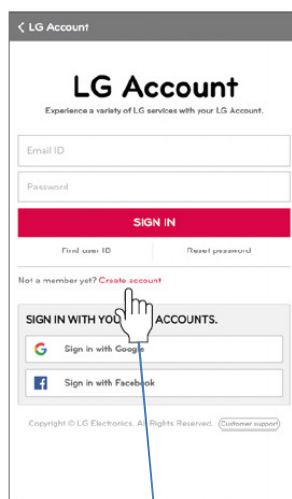 LG Account
LG Account
Experience a variety of LG services with your LG Account.
Email ID
Password
SIGN IN
Find user ID Reset password
Not a member yet? Create account
SIGN IN WITH YOU ACCOUNTS.
Sign in with Google
Sign in with Facebook
Copyright © LG Electronics. All Rights Reserved. Customer support